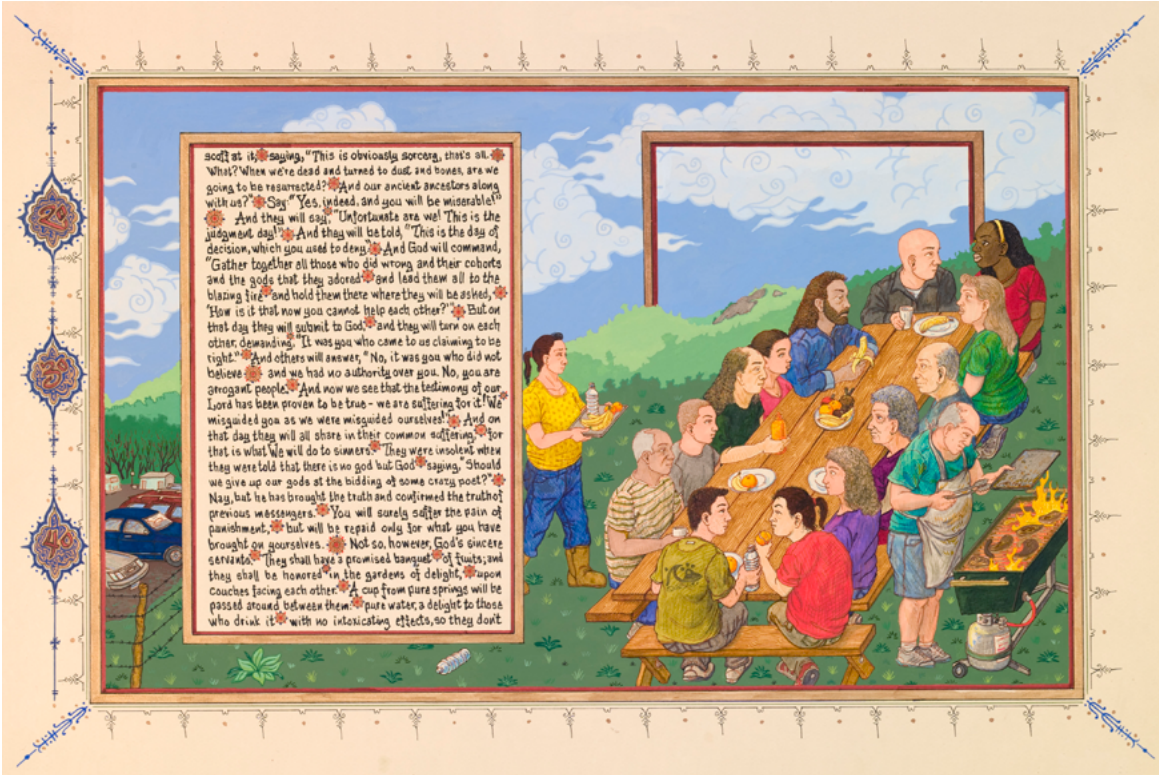 20
30
40
scoff at it, saying, "This is obviously sorcery, that's all.
What? When we're dead and turned to dust and bones, are we
going to be resurrected? And our ancient ancestors along
with us?" Say: "Yes, indeed, and you will be miserable!"
And they will say, "Unfortunate are we! This is the
judgment day!" And they will be told, "This is the day of
decision, which you used to deny." And God will command,
"Gather together all those who did wrong and their cohorts
and the gods that they adored and lead them all to the
blazing fire and hold them there where they will be asked,
'How is it that now you cannot help each other?'" But on
that day they will submit to God, and they will turn on each
other, demanding, "It was you who came to us claiming to be
right." And others will answer, "No, it was you who did not
believe and we had no authority over you. No, you are
arrogant people. And now we see that the testimony of our
Lord has been proven to be true - we are suffering for it! We
misguided you as we were misguided ourselves!" And on
that day they will all share in their common suffering, for
that is what We will do to sinners. They were insolent when
they were told that there is no god but God saying, "Should
we give up our gods at the bidding of some crazy poet?"
Nay, but he has brought the truth and confirmed the truth of
previous messengers. You will surely suffer the pain of
punishment, but will be repaid only for what you have
brought on yourselves. Not so, however, God's sincere
servants. They shall have a promised banquet of fruits; and
they shall be honored in the gardens of delight, upon
couches facing each other. A cup from pure springs will be
passed around between them: pure water, a delight to those
who drink it with no intoxicating effects, so they don't